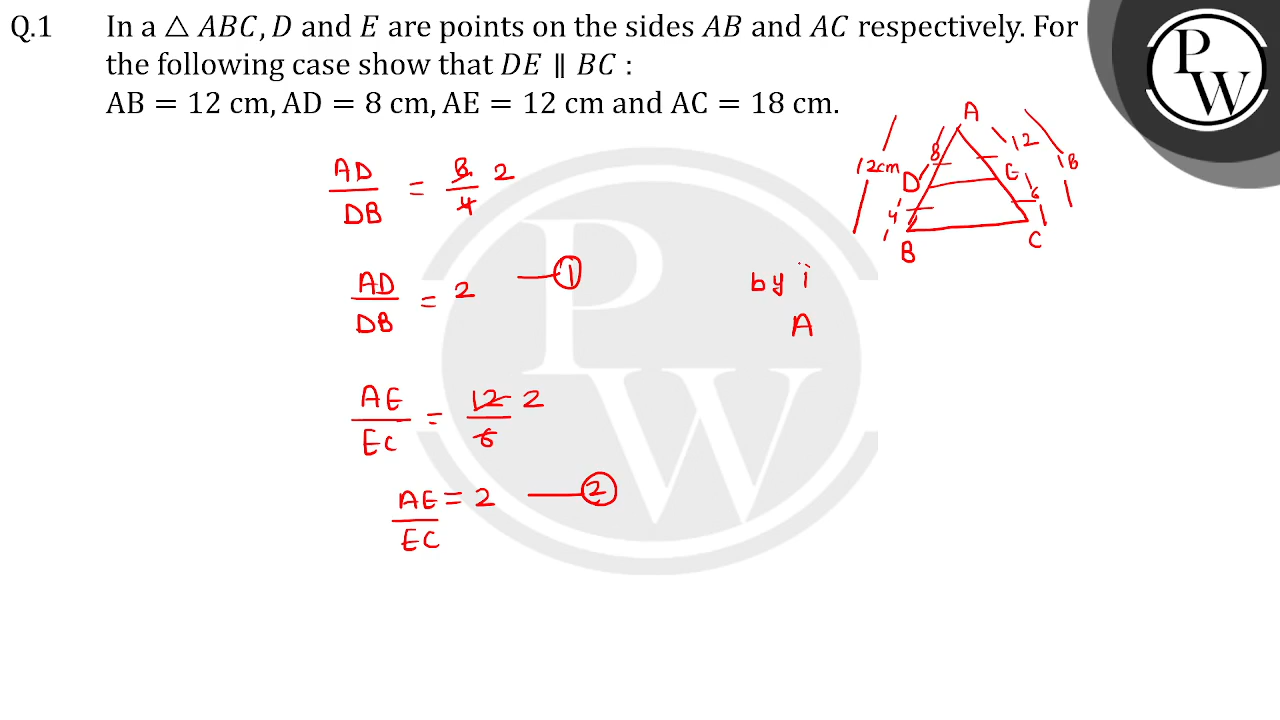 Q.1 In a △ ABC, D and E are points on the sides AB and AC respectively. For
the following case show that DE ∥ BC :
AB = 12 cm, AD = 8 cm, AE = 12 cm and AC = 18 cm.
P
W
A
12cm
8
12
18
D
E
4
6
B
C
AD/DB = 8/4 2
AD/DB = 2 —①
AE/EC = 12/6 2
AE/EC = 2 —②
by i
A
P
W